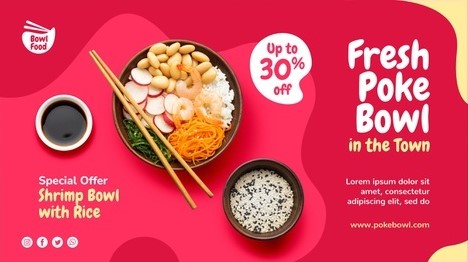 Bowl
Food
Up to
30%
off
Fresh
Poke
Bowl
in the Town
Special Offer
Shrimp Bowl
with Rice
Lorem ipsum dolor sit
amet, consectetur
adipiscing elit, sed do
www.pokebowl.com